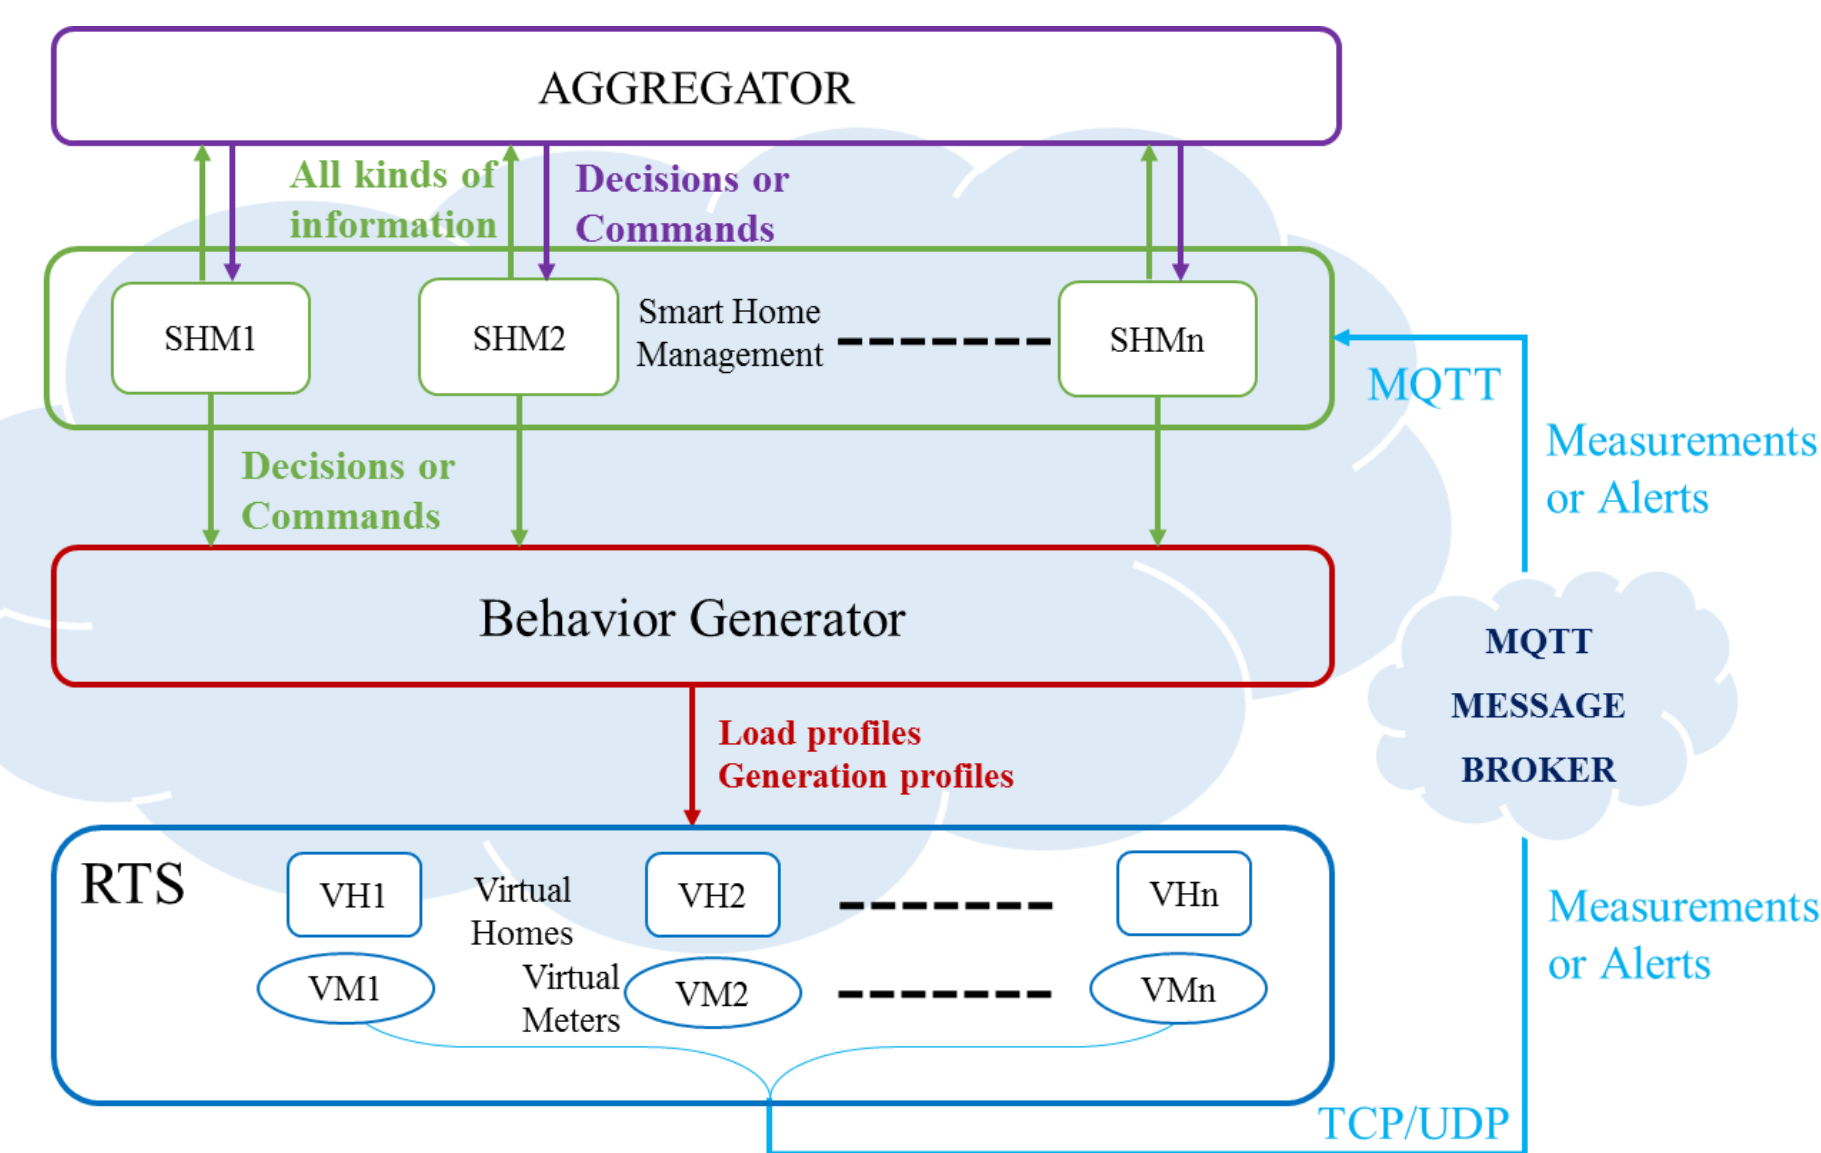 AGGREGATOR
All kinds of
information
Decisions or
Commands
SHM1
SHM2
Smart Home
Management
SHMn
MQTT
Measurements
or Alerts
Decisions or
Commands
Behavior Generator
MQTT
MESSAGE
BROKER
Load profiles
Generation profiles
RTS
VH1
Virtual
Homes
VH2
VHn
Measurements
or Alerts
VM1
Virtual
Meters
VM2
VMn
TCP/UDP